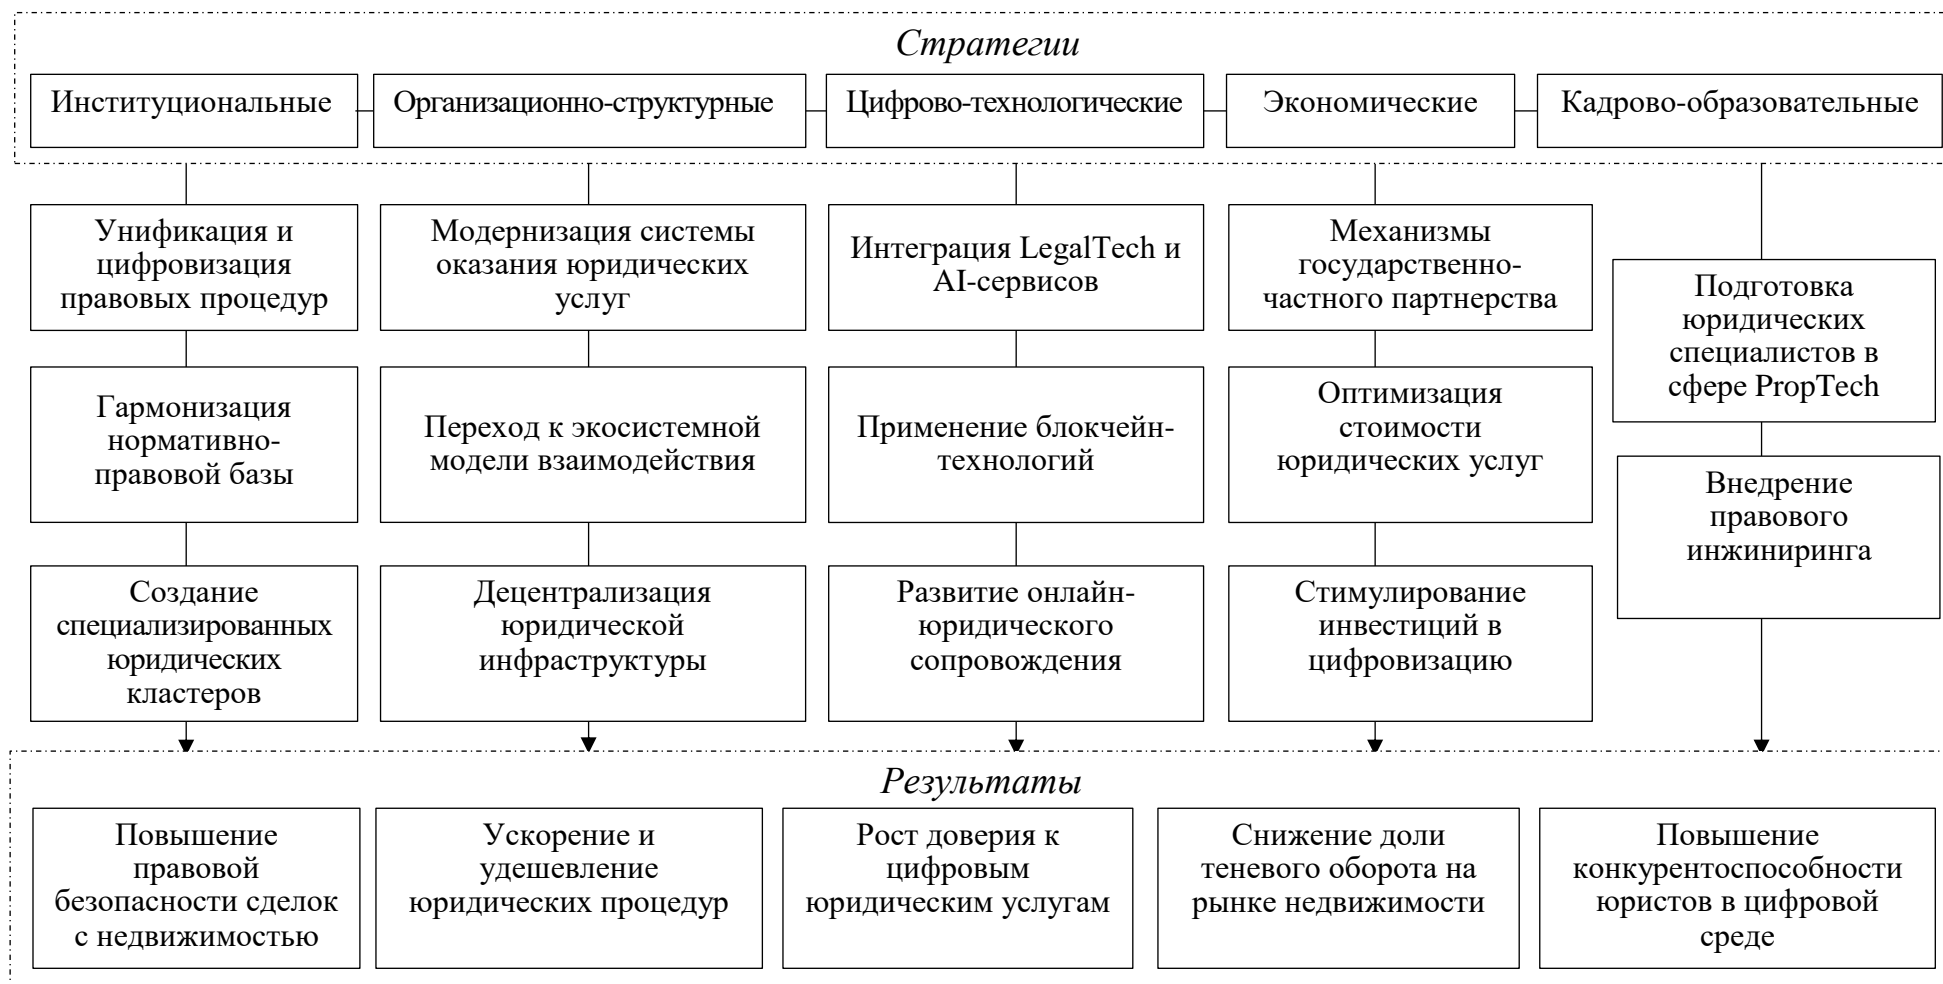 Стратегии
Институциональные
Организационно-структурные
Цифрово-технологические
Экономические
Кадрово-образовательные
Унификация и
цифровизация
правовых процедур
Гармонизация
нормативно-
правовой базы
Создание
специализированных
юридических
кластеров
Модернизация системы
оказания юридических
услуг
Переход к экосистемной
модели взаимодействия
Децентрализация
юридической
инфраструктуры
Интеграция LegalTech и
AI-сервисов
Применение блокчейн-
технологий
Развитие онлайн-
юридического
сопровождения
Механизмы
государственно-
частного партнерства
Оптимизация
стоимости
юридических услуг
Стимулирование
инвестиций в
цифровизацию
Подготовка
юридических
специалистов в
сфере PropTech
Внедрение
правового
инжиниринга
Результаты
Повышение
правовой
безопасности сделок
с недвижимостью
Ускорение и
удешевление
юридических процедур
Рост доверия к
цифровым
юридическим услугам
Снижение доли
теневого оборота на
рынке недвижимости
Повышение
конкурентоспособности
юристов в цифровой
среде